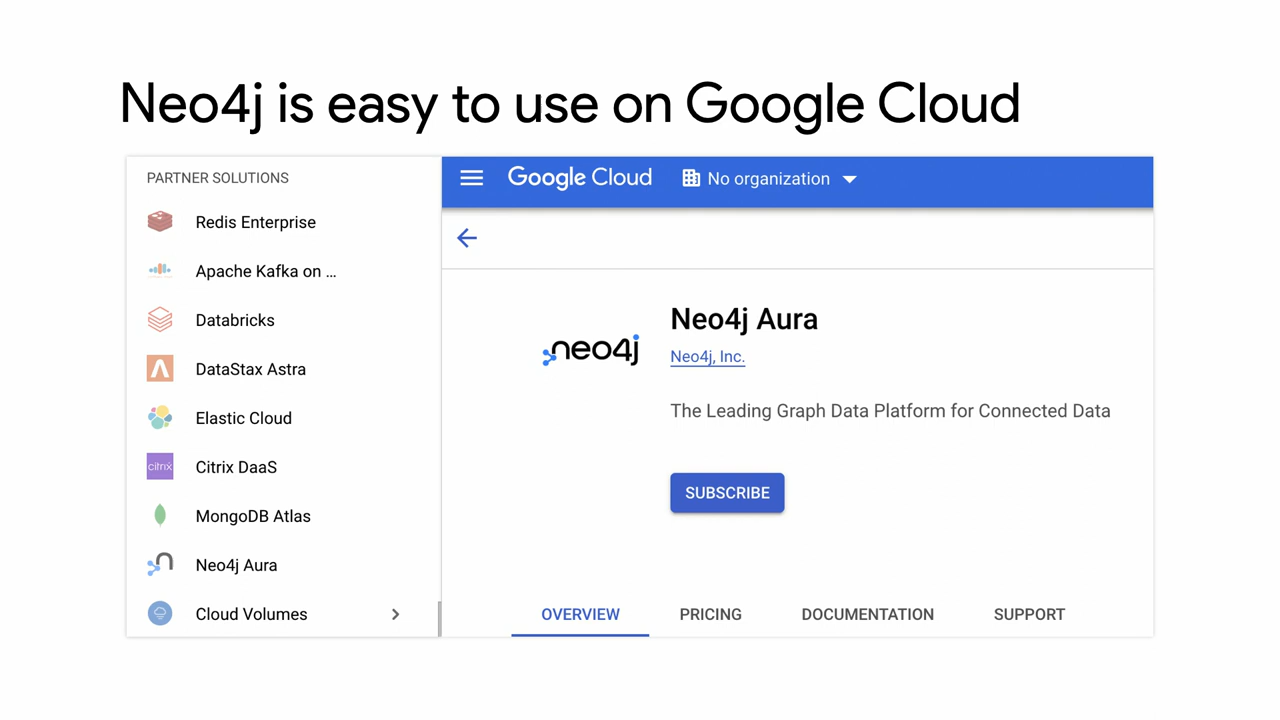 Neo4j is easy to use on Google Cloud
PARTNER SOLUTIONS
Redis Enterprise
Apache Kafka on ...
Databricks
DataStax Astra
Elastic Cloud
citrix
Citrix DaaS
MongoDB Atlas
Neo4j Aura
Cloud Volumes
Google Cloud
No organization
neo4j
Neo4j Aura
Neo4j, Inc.
The Leading Graph Data Platform for Connected Data
SUBSCRIBE
OVERVIEW PRICING DOCUMENTATION SUPPORT